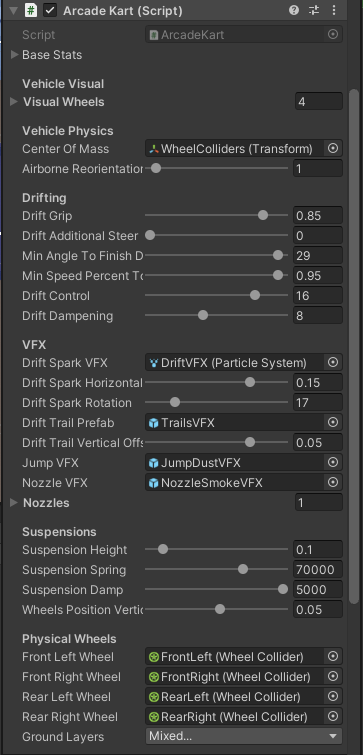 Arcade Kart (Script)
Script ArcadeKart
Base Stats
Vehicle Visual
Visual Wheels 4
Vehicle Physics
Center Of Mass WheelColliders (Transform)
Airborne Reorientation 1
Drifting
Drift Grip 0.85
Drift Additional Steer 0
Min Angle To Finish D 29
Min Speed Percent To 0.95
Drift Control 16
Drift Dampening 8
VFX
Drift Spark VFX DriftVFX (Particle System)
Drift Spark Horizontal 0.15
Drift Spark Rotation 17
Drift Trail Prefab TrailsVFX
Drift Trail Vertical Offs 0.05
Jump VFX JumpDustVFX
Nozzle VFX NozzleSmokeVFX
Nozzles 1
Suspensions
Suspension Height 0.1
Suspension Spring 70000
Suspension Damp 5000
Wheels Position Vertic 0.05
Physical Wheels
Front Left Wheel FrontLeft (Wheel Collider)
Front Right Wheel FrontRight (Wheel Collider)
Rear Left Wheel RearLeft (Wheel Collider)
Rear Right Wheel RearRight (Wheel Collider)
Ground Layers Mixed...